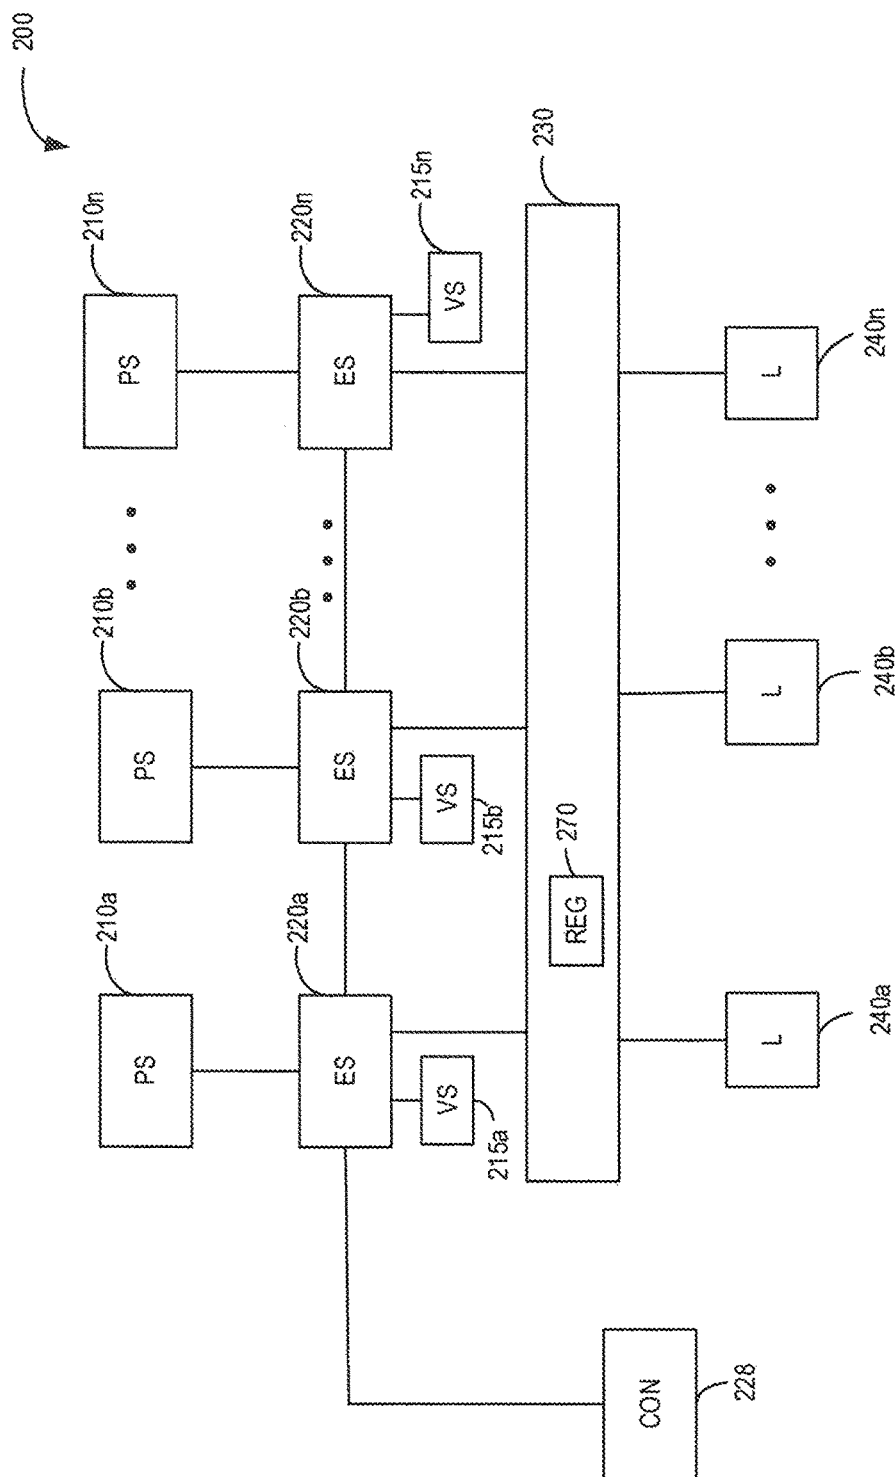 200
210a
210b
210n
PS
PS
PS
220a
220b
220n
ES
ES
ES
VS
VS
VS
215a
215b
215n
230
REG
270
L
L
L
240a
240b
240n
CON
228